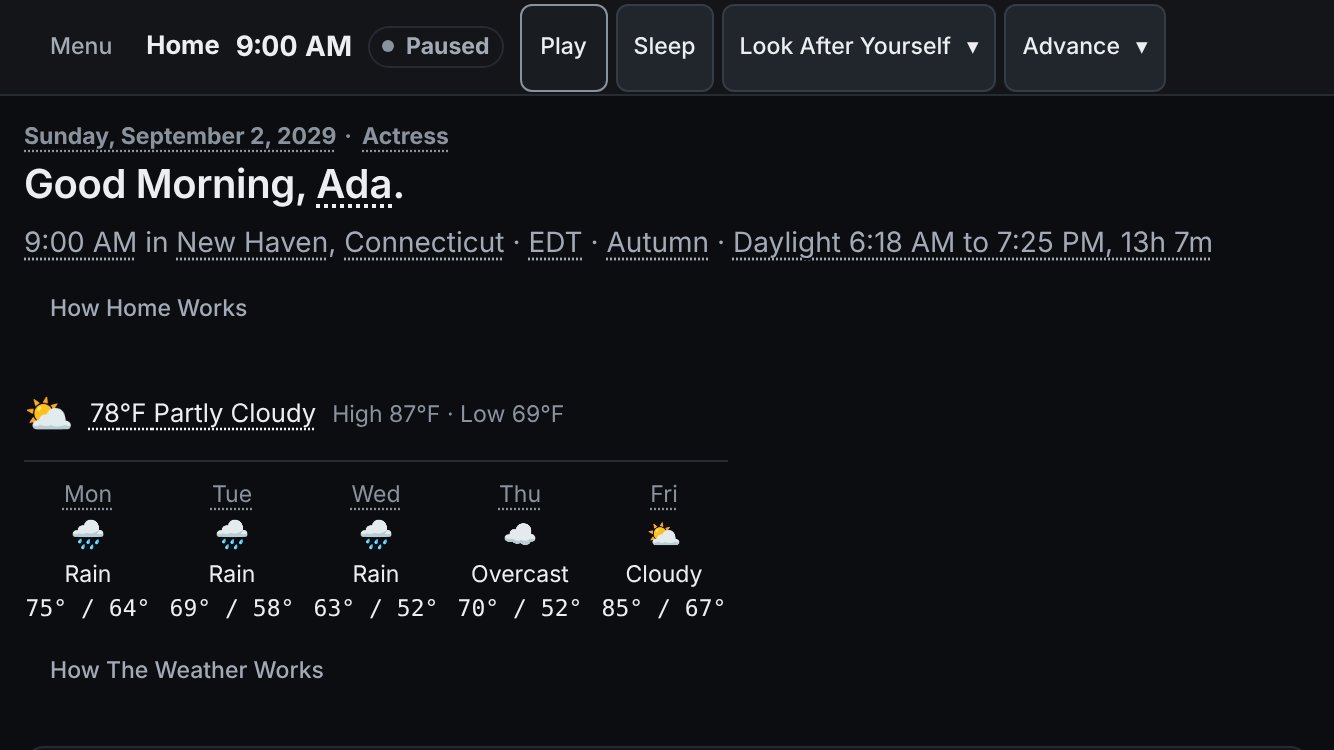 Menu Home 9:00 AM ● Paused Play Sleep Look After Yourself ▼ Advance ▼
Sunday, September 2, 2029 · Actress
Good Morning, Ada.
9:00 AM in New Haven, Connecticut · EDT · Autumn · Daylight 6:18 AM to 7:25 PM, 13h 7m
How Home Works
78°F Partly Cloudy High 87°F · Low 69°F
Mon Tue Wed Thu Fri
Rain Rain Rain Overcast Cloudy
75° / 64° 69° / 58° 63° / 52° 70° / 52° 85° / 67°
How The Weather Works